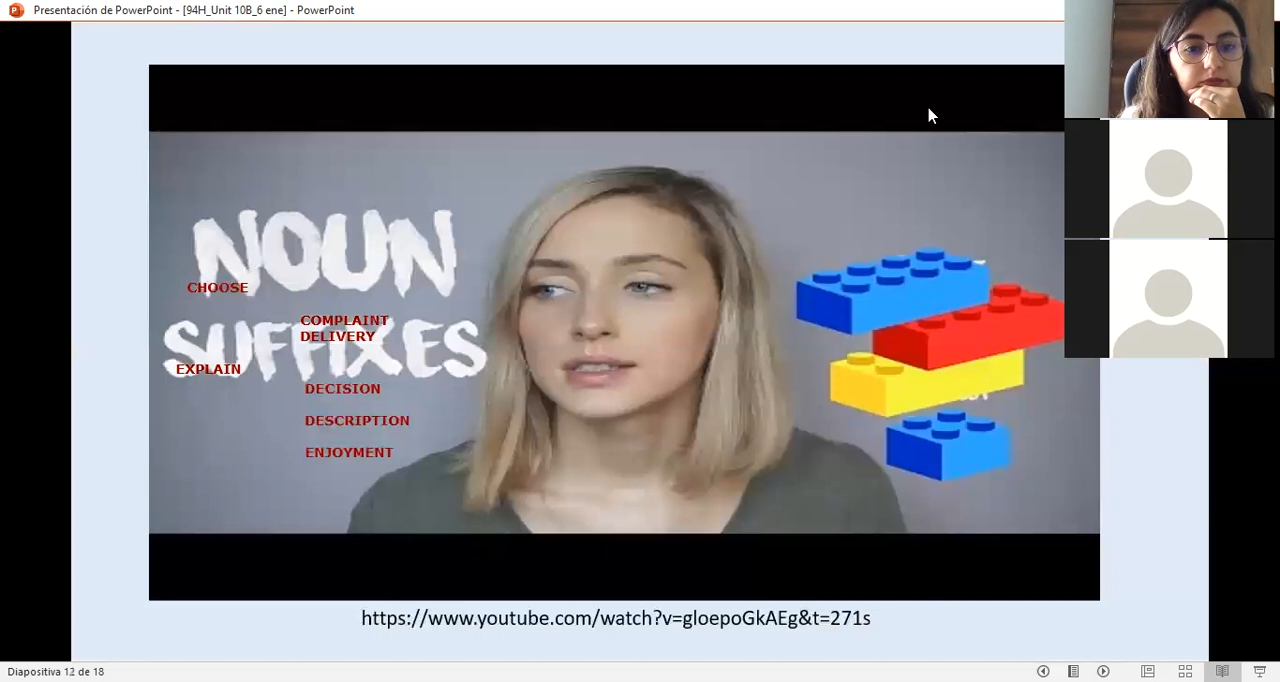 Presentación de PowerPoint - [94H_Unit 10B_6 ene] - PowerPoint
NOUN
SUFFIXES
CHOOSE
COMPLAINT
DELIVERY
EXPLAIN
DECISION
DESCRIPTION
ENJOYMENT
https://www.youtube.com/watch?v=gloepoGkAEg&t=271s
Diapositiva 12 de 18